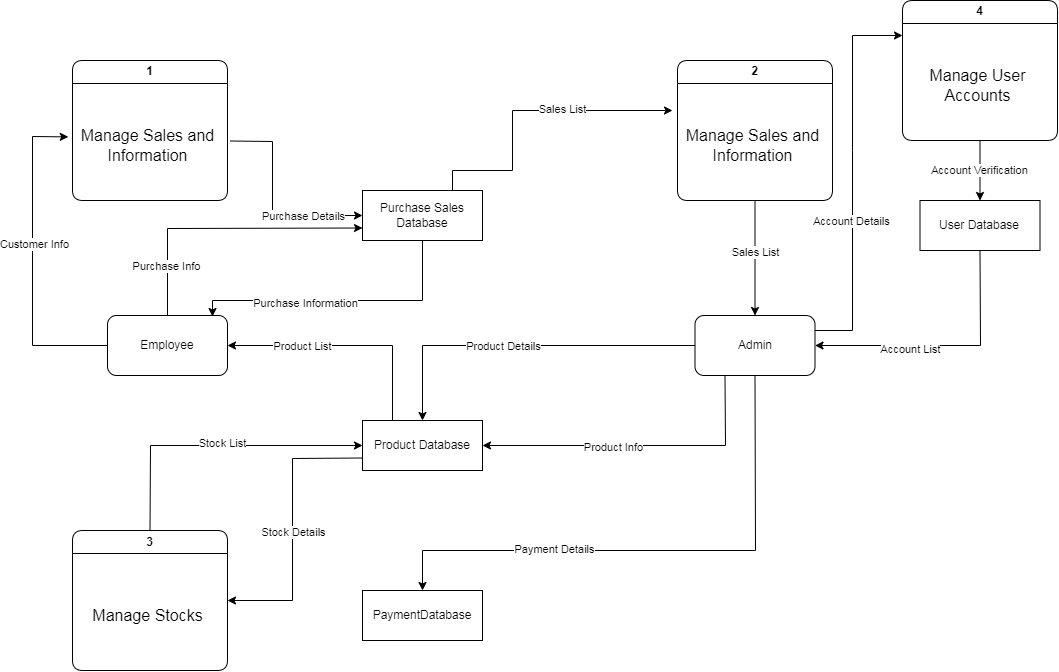 4
Manage User
Accounts
1
2
Manage Sales and
Information
Sales List
Manage Sales and
Information
Account Verification
Purchase Details
Purchase Sales
Database
Account Details
User Database
Customer Info
Purchase Info
Sales List
Purchase Information
Employee
Product List
Product Details
Admin
Account List
Stock List
Product Database
Product Info
Stock Details
3
Payment Details
Manage Stocks
PaymentDatabase